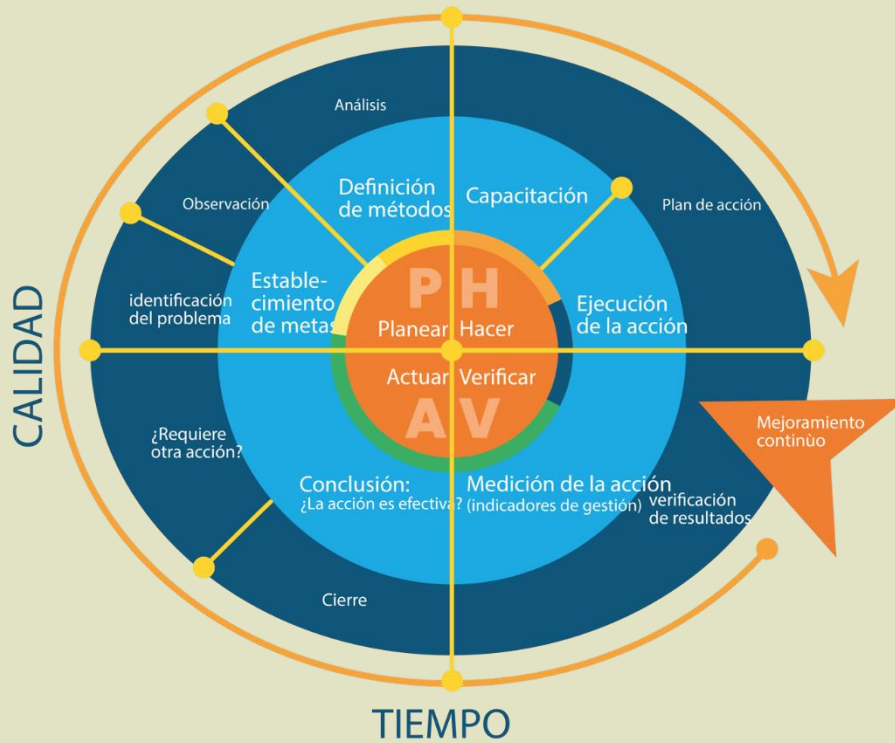 Análisis
Observación
identificación
del problema
Definición
de métodos
Capacitación
Plan de acción
Estable-
cimiento
de metas
Ejecución
de la acción
P H
Planear Hacer
Actuar Verificar
A V
CALIDAD
¿Requiere
otra acción?
Conclusión:
¿La acción es efectiva?
Medición de la acción
(indicadores de gestión)
verificación
de resultados
Mejoramiento
continùo
Cierre
TIEMPO